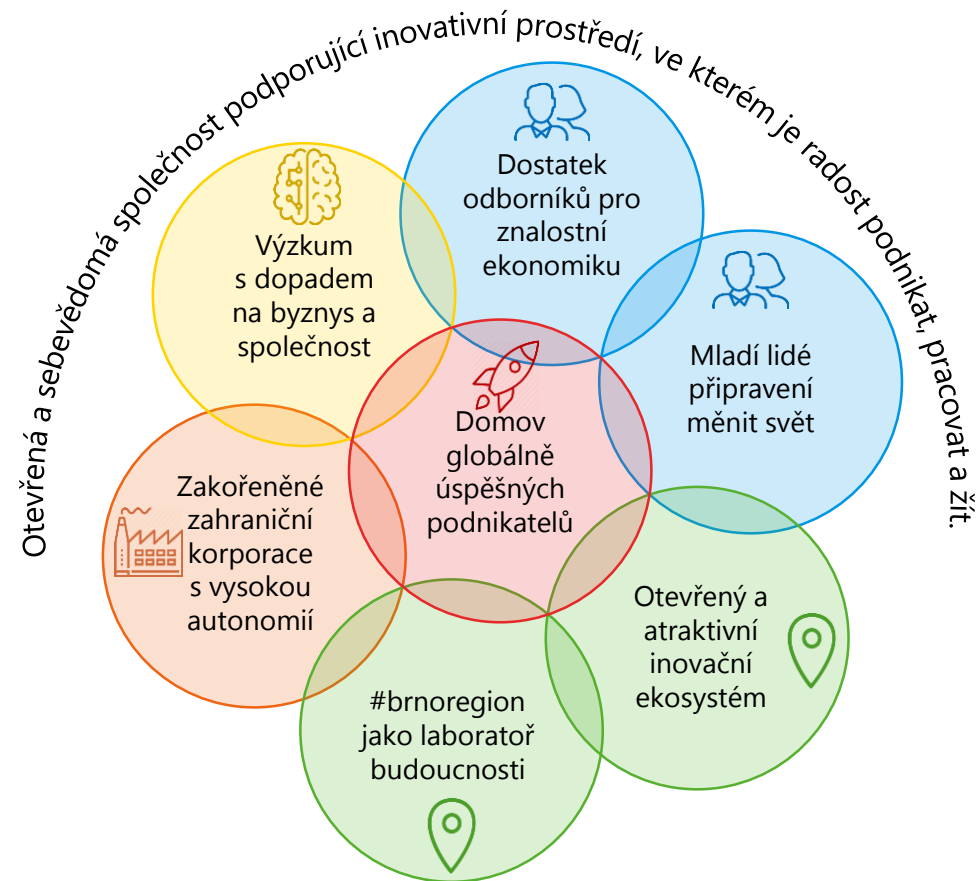 Otevřená a sebevědomá společnost podporující inovativní prostředí, ve kterém je radost podnikat, pracovat a žít.
Dostatek
odborníků pro
znalostní
ekonomiku
Výzkum
s dopadem
na byznys a
společnost
Mladí lidé
připravení
měnit svět
Domov
globálně
úspěšných
podnikatelů
Zakořeněné
zahraniční
korporace
s vysokou
autonomií
Otevřený a
atraktivní
inovační
ekosystém
#brnoregion
jako laboratoř
budoucnosti